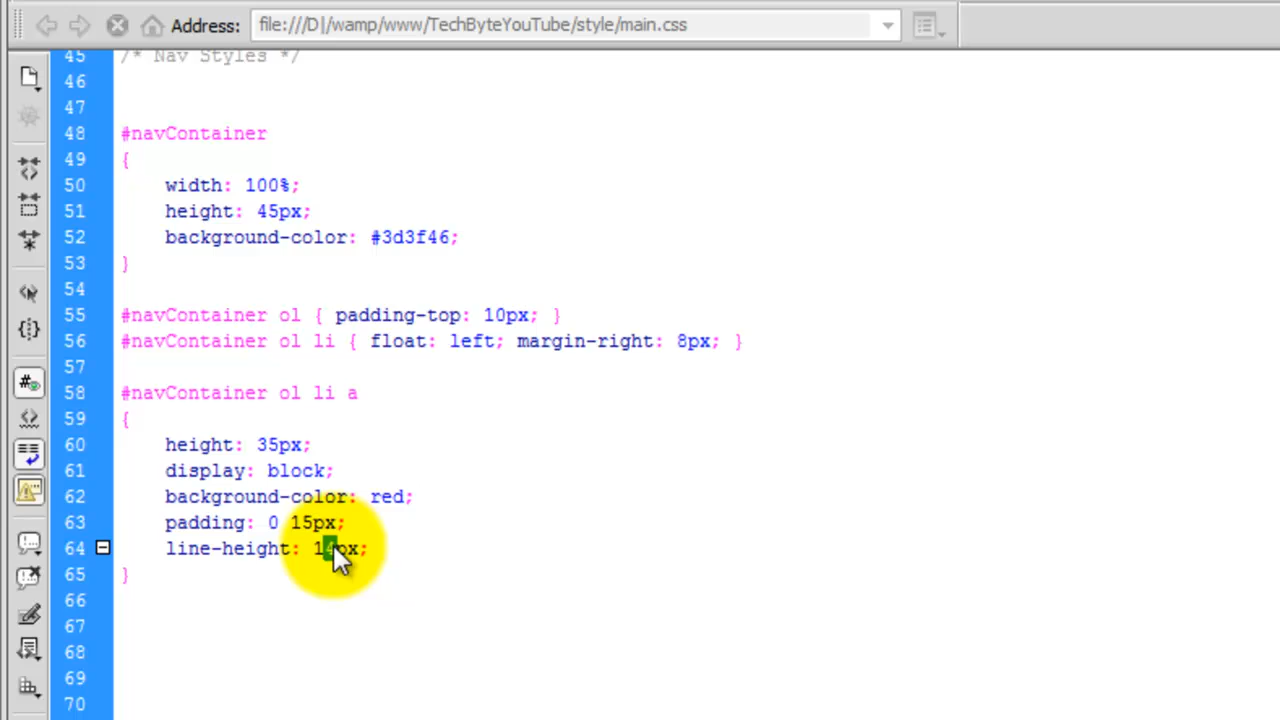 Address: file:///D|/wamp/www/TechByteYouTube/style/main.css
45 /* Nav Styles */
46
47
48 #navContainer
49 {
50 width: 100%;
51 height: 45px;
52 background-color: #3d3f46;
53 }
54
55 #navContainer ol { padding-top: 10px; }
56 #navContainer ol li { float: left; margin-right: 8px; }
57
58 #navContainer ol li a
59 {
60 height: 35px;
61 display: block;
62 background-color: red;
63 padding: 0 15px;
64 line-height: 14px;
65 }
66
67
68
69
70